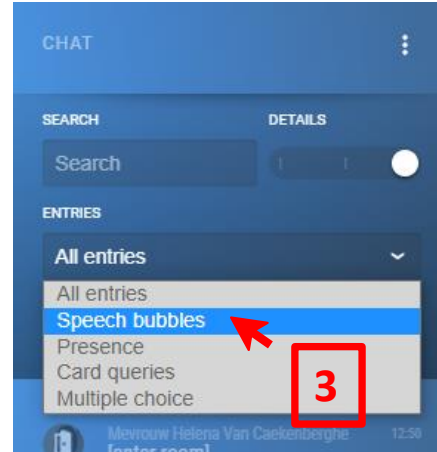 CHAT
SEARCH DETAILS
Search
ENTRIES
All entries
All entries
Speech bubbles
Presence
Card queries
Multiple choice
3
Mevrouw Helena Van Caekenberghe 12:50
[enter room]